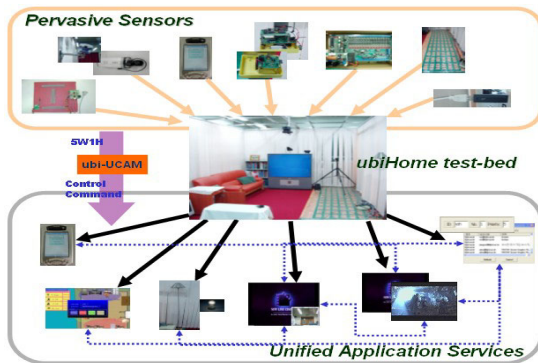 Pervasive Sensors
5W1H
ubi-UCAM
Control
Command
ubiHome test-bed
Unified Application Services